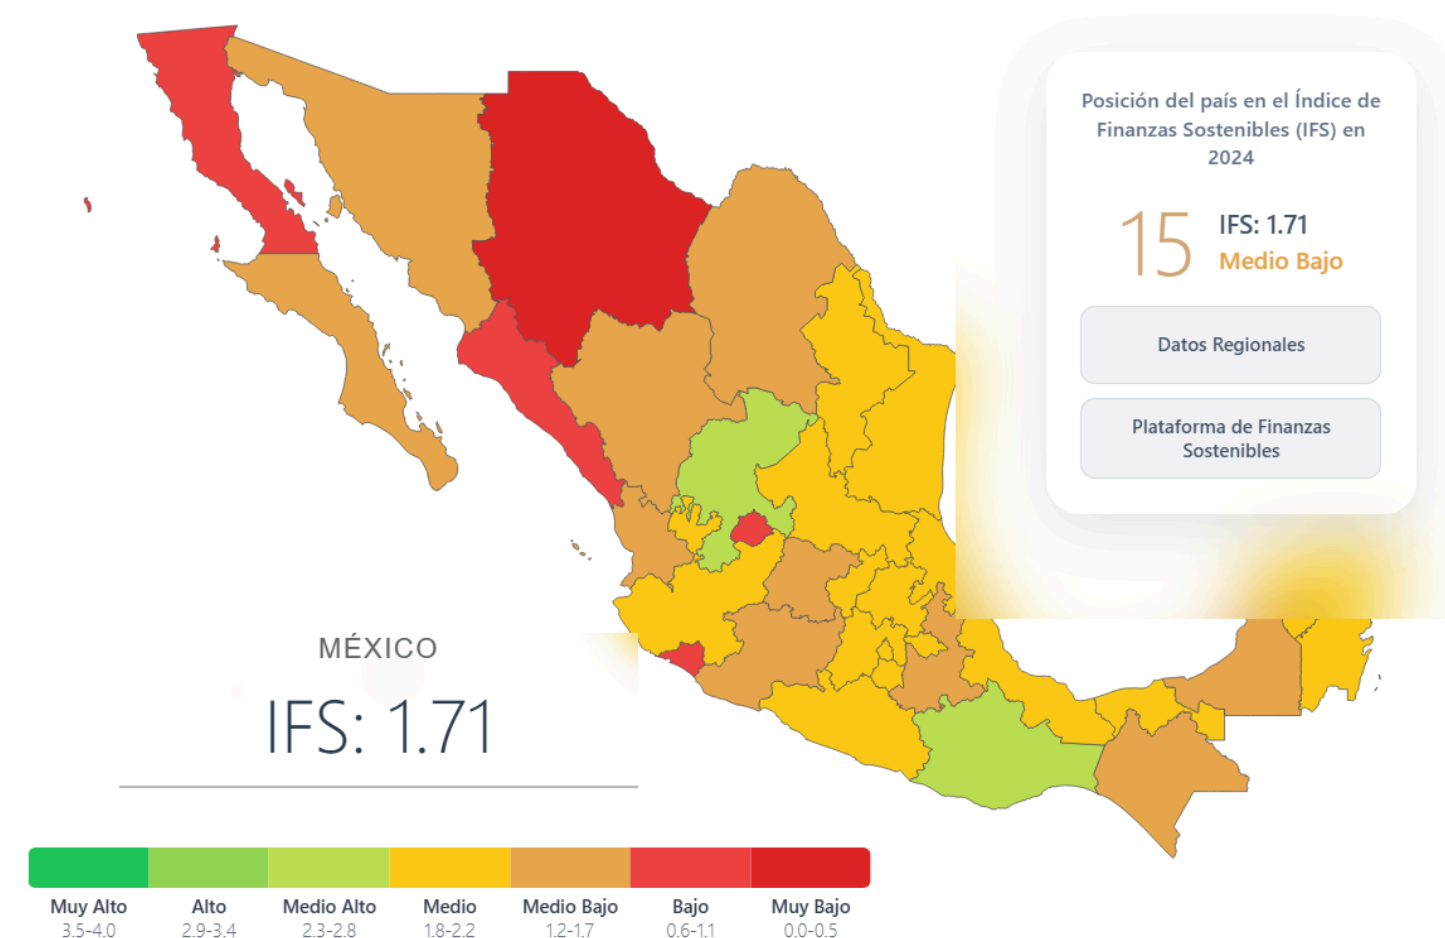 Posición del país en el Índice de
Finanzas Sostenibles (IFS) en
2024
15
IFS: 1.71
Medio Bajo
Datos Regionales
Plataforma de Finanzas
Sostenibles
MÉXICO
IFS: 1.71
Muy Alto
3.5-4.0
Alto
2.9-3.4
Medio Alto
2.3-2.8
Medio
1.8-2.2
Medio Bajo
1.2-1.7
Bajo
0.6-1.1
Muy Bajo
0.0-0.5